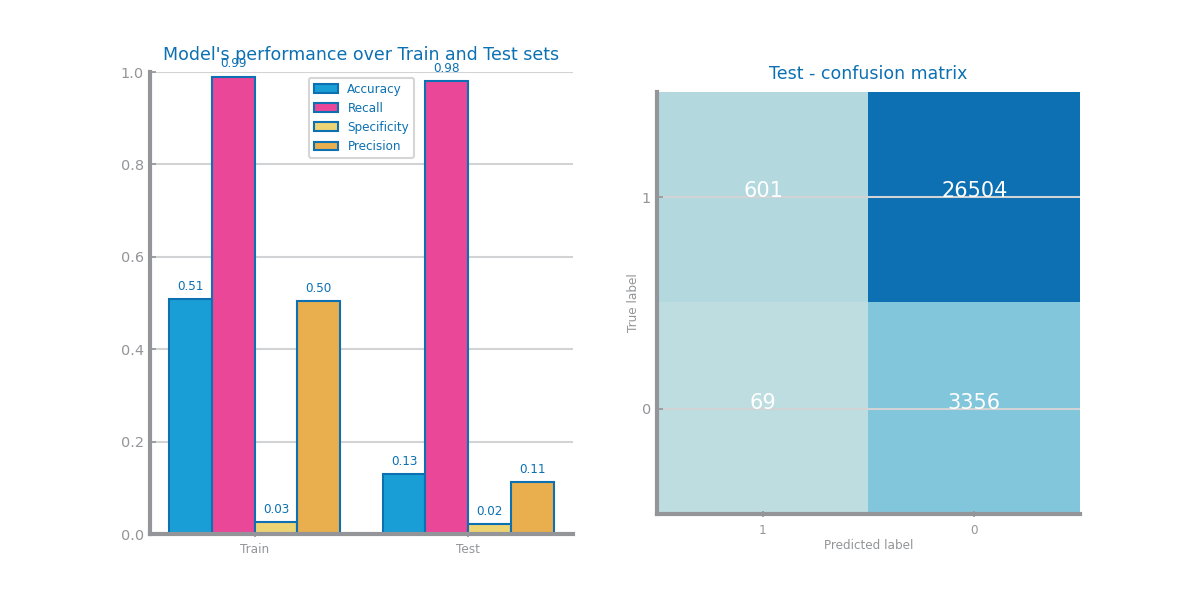 Model's performance over Train and Test sets
0.99
0.98
1.0
Accuracy
Recall
Specificity
Precision
0.8
0.6
0.51
0.50
0.4
0.2
0.13
0.11
0.03
0.02
0.0
Train
Test
Test - confusion matrix
601
26504
1
True label
69
3356
0
1
0
Predicted label